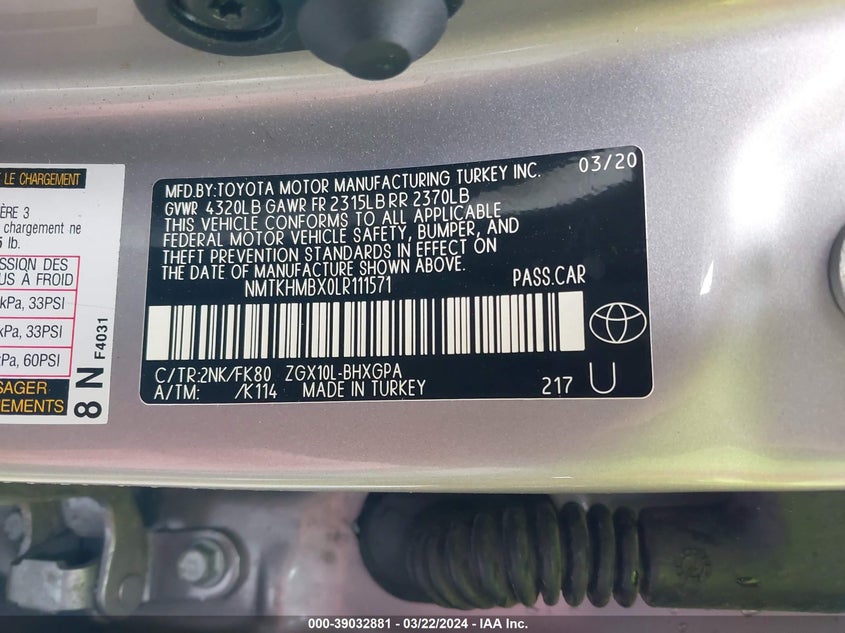 LE CHARGEMENT
ÈRE 3
chargement ne
lb.
SSION DES
US À FROID
kPa, 33PSI
kPa, 33PSI
kPa, 60PSI
SAGER
EMENTS
8 N F4031
MFD.BY:TOYOTA MOTOR MANUFACTURING TURKEY INC. 03/20
GVWR 4320LB GAWR FR 2315LB RR 2370LB
THIS VEHICLE CONFORMS TO ALL APPLICABLE
FEDERAL MOTOR VEHICLE SAFETY, BUMPER, AND
THEFT PREVENTION STANDARDS IN EFFECT ON
THE DATE OF MANUFACTURE SHOWN ABOVE.
NMTKHMBX0LR111571 PASS.CAR
C/TR:2NK/FK80 ZGX10L-BHXGPA
A/TM: /K114 MADE IN TURKEY 217 U
000-39032881 - 03/22/2024 - IAA Inc.